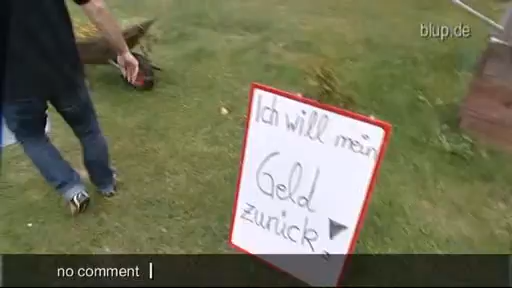 blup.de
Ich will mein
Geld
zurück
no comment